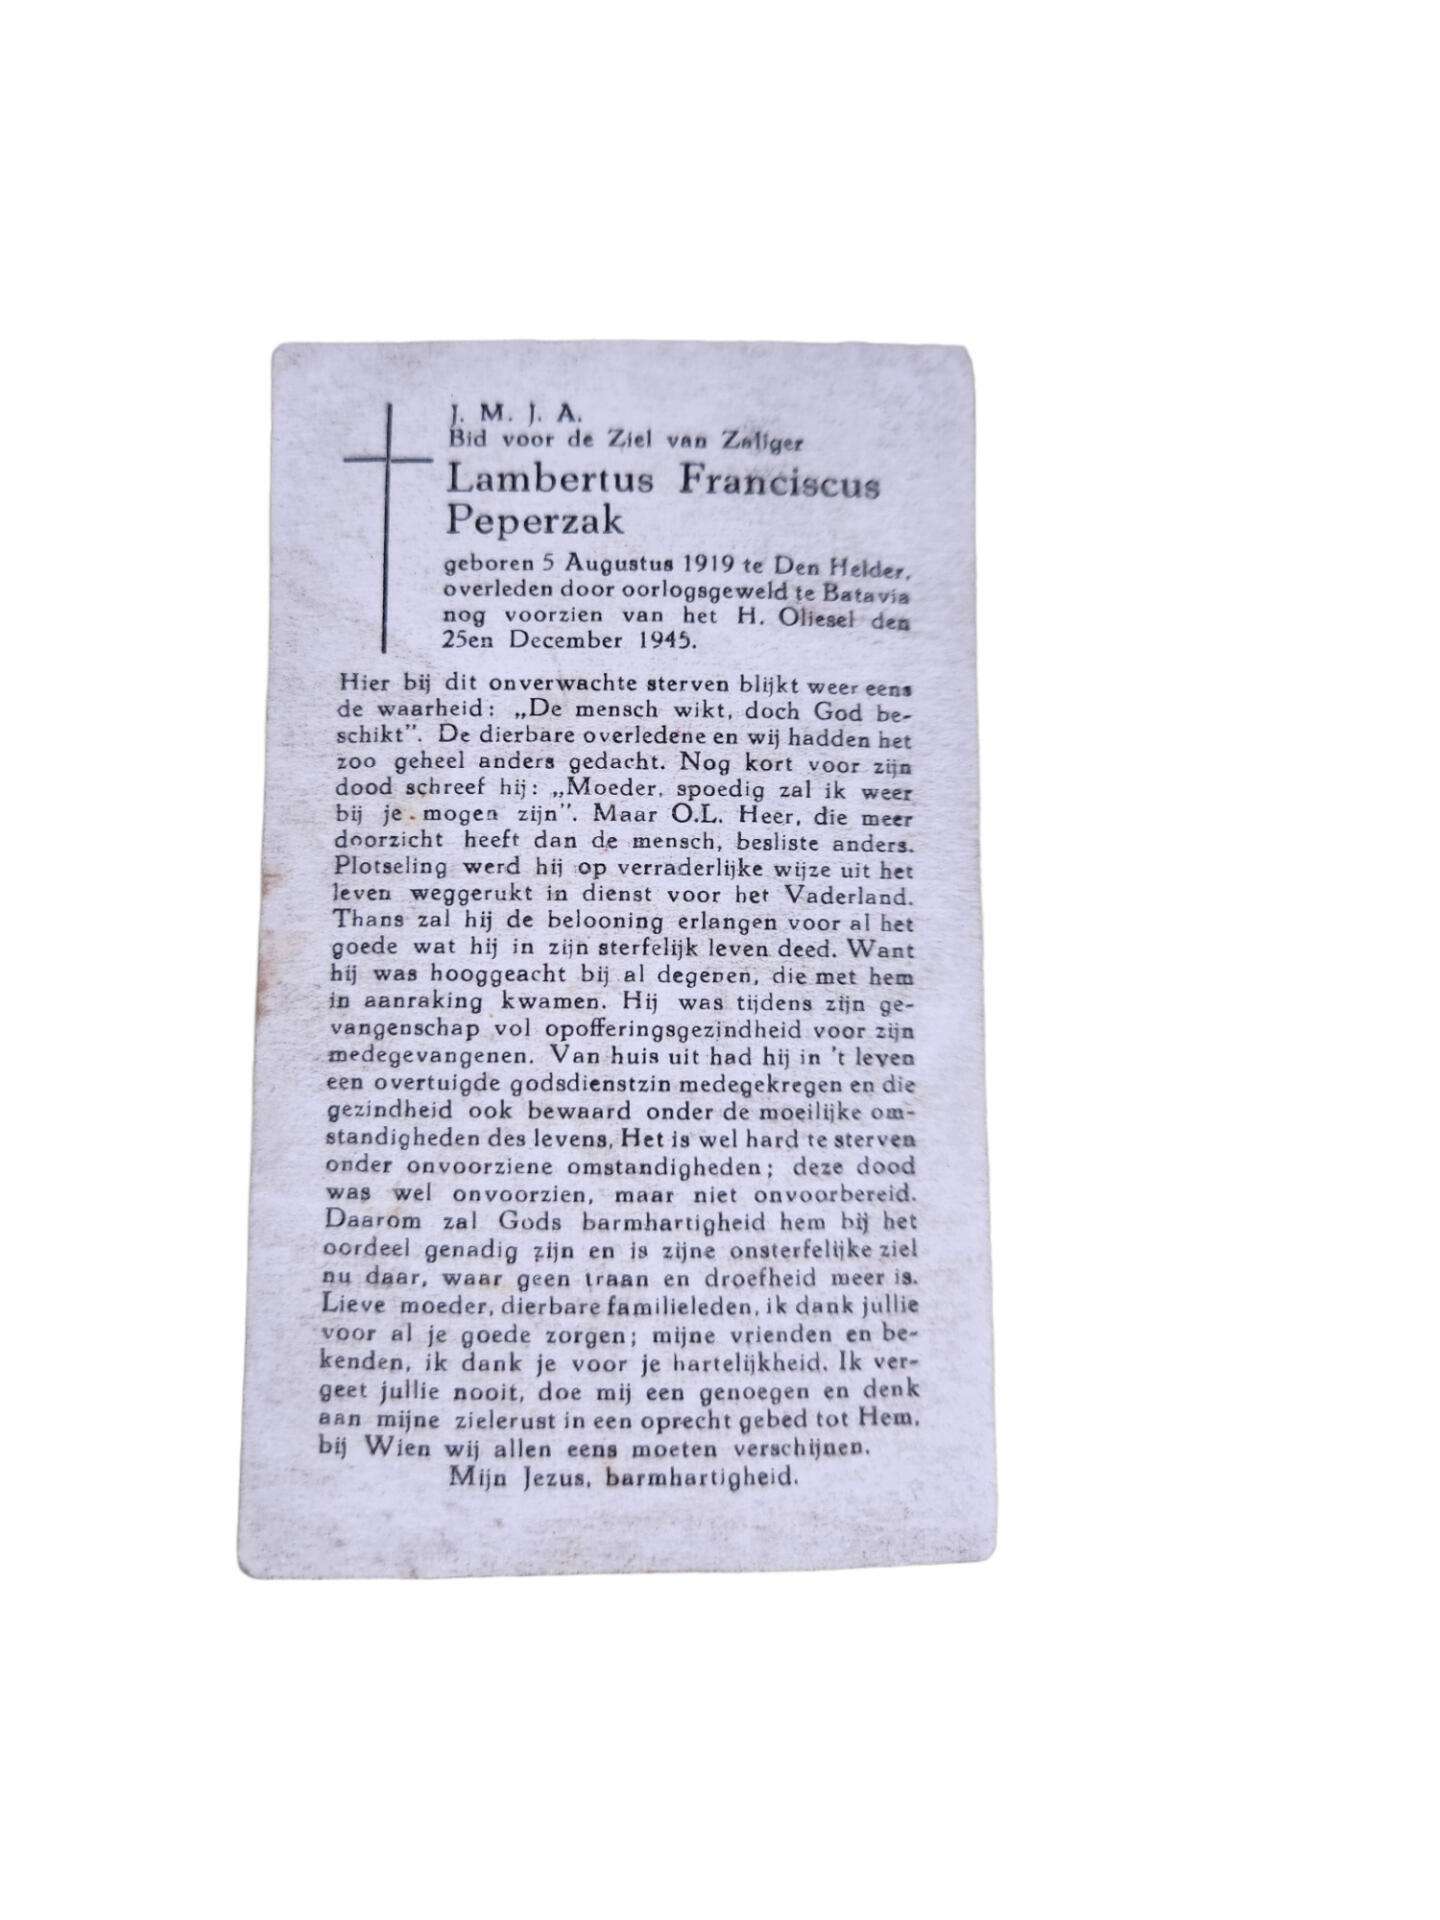 J. M. J. A.
Bid voor de Ziel van Zaliger
Lambertus Franciscus
Peperzak
geboren 5 Augustus 1919 te Den Helder,
overleden door oorlogsgeweld te Batavia
nog voorzien van het H. Oliesel den
25en December 1945.
Hier bij dit onverwachte sterven blijkt weer eens
de waarheid: „De mensch wikt, doch God be-
schikt". De dierbare overledene en wij hadden het
zoo geheel anders gedacht. Nog kort voor zijn
dood schreef hij: „Moeder, spoedig zal ik weer
bij je mogen zijn". Maar O.L. Heer, die meer
doorzicht heeft dan de mensch, besliste anders.
Plotseling werd hij op verraderlijke wijze uit het
leven weggerukt in dienst voor het Vaderland.
Thans zal hij de belooning erlangen voor al het
goede wat hij in zijn sterfelijk leven deed. Want
hij was hooggeacht bij al degenen, die met hem
in aanraking kwamen. Hij was tijdens zijn ge-
vangenschap vol opofferingsgezindheid voor zijn
medegevangenen. Van huis uit had hij in 't leven
een overtuigde godsdienstzin medegekregen en die
gezindheid ook bewaard onder de moeilijke om-
standigheden des levens, Het is wel hard te sterven
onder onvoorziene omstandigheden; deze dood
was wel onvoorzien, maar niet onvoorbereid.
Daarom zal Gods barmhartigheid hem bij het
oordeel genadig zijn en is zijne onsterfelijke ziel
nu daar, waar geen traan en droefheid meer is.
Lieve moeder, dierbare familieleden, ik dank jullie
voor al je goede zorgen; mijne vrienden en be-
kenden, ik dank je voor je hartelijkheid. Ik ver-
geet jullie nooit, doe mij een genoegen en denk
aan mijne zielerust in een oprecht gebed tot Hem,
bij Wien wij allen eens moeten verschijnen.
Mijn Jezus, barmhartigheid.